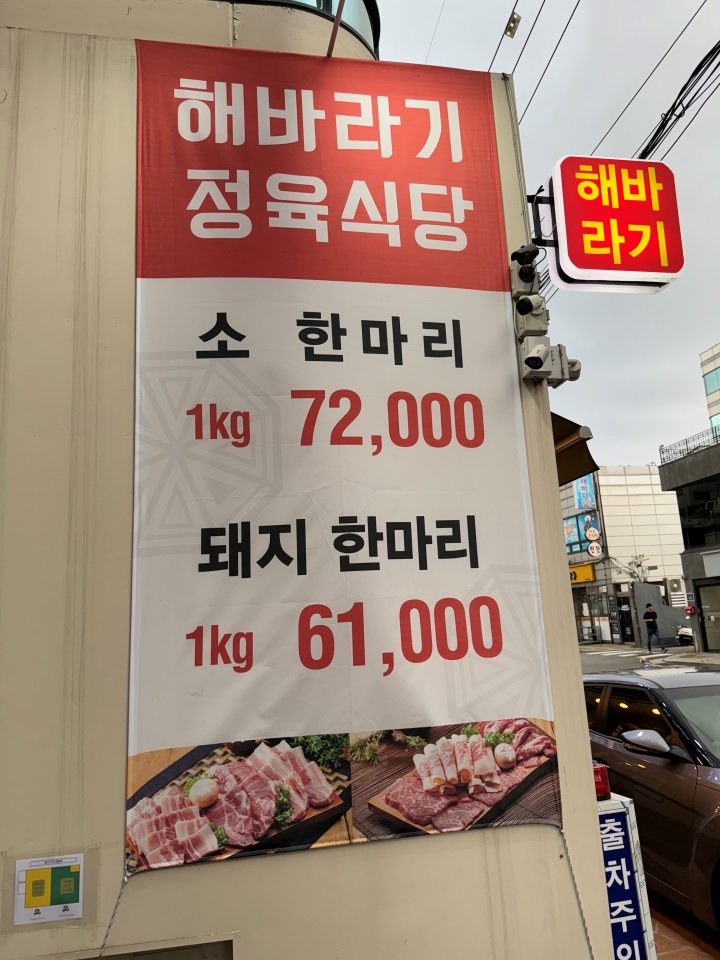 해바라기
정육식당
소 한마리
1kg 72,000
돼지 한마리
1kg 61,000
해바
라기
출차주의